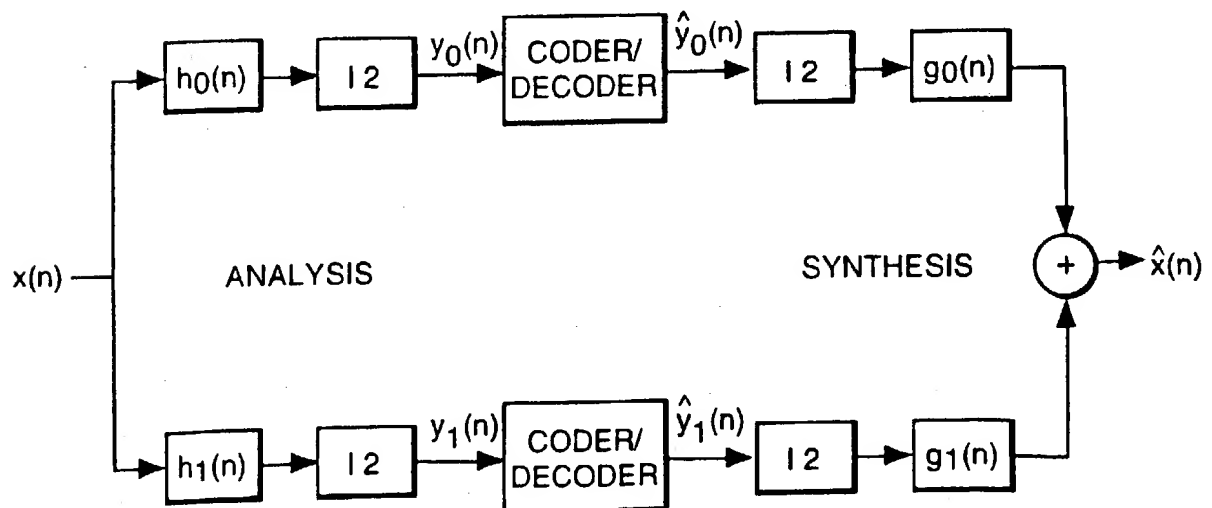 h0(n)
I 2
y0(n)
CODER/
DECODER
ŷ0(n)
I 2
g0(n)
x(n)
ANALYSIS
SYNTHESIS
+
x̂(n)
h1(n)
I 2
y1(n)
CODER/
DECODER
ŷ1(n)
I 2
g1(n)